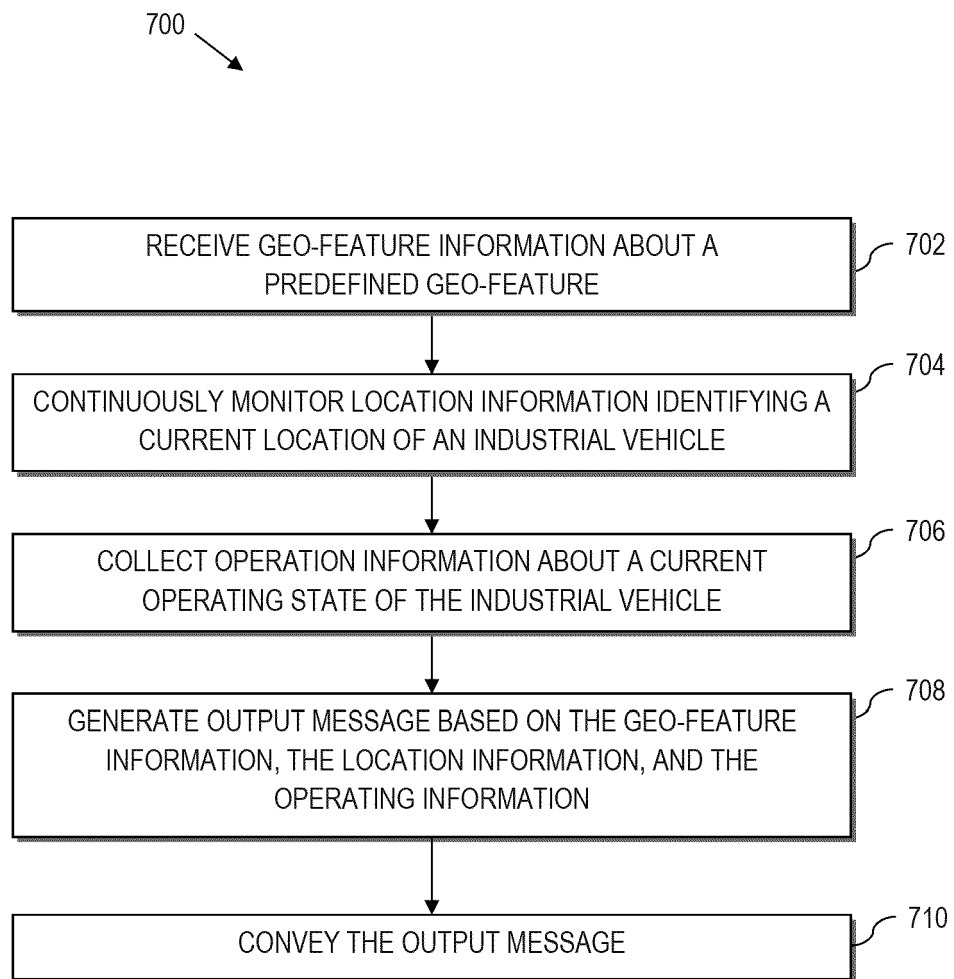 700
RECEIVE GEO-FEATURE INFORMATION ABOUT A
PREDEFINED GEO-FEATURE
702
CONTINUOUSLY MONITOR LOCATION INFORMATION IDENTIFYING A
CURRENT LOCATION OF AN INDUSTRIAL VEHICLE
704
COLLECT OPERATION INFORMATION ABOUT A CURRENT
OPERATING STATE OF THE INDUSTRIAL VEHICLE
706
GENERATE OUTPUT MESSAGE BASED ON THE GEO-FEATURE
INFORMATION, THE LOCATION INFORMATION, AND THE
OPERATING INFORMATION
708
CONVEY THE OUTPUT MESSAGE
710